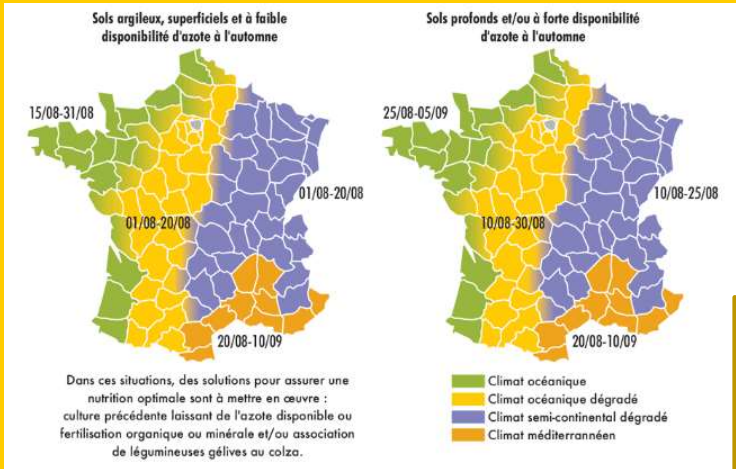 Sols argileux, superficiels et à faible
disponibilité d'azote à l'automne
15/08-31/08
01/08-20/08
01/08-20/08
20/08-10/09
Dans ces situations, des solutions pour assurer une
nutrition optimale sont à mettre en œuvre :
culture précédente laissant de l'azote disponible ou
fertilisation organique ou minérale et/ou association
de légumineuses gélives au colza.
Sols profonds et/ou à forte disponibilité
d'azote à l'automne
25/08-05/09
10/08-25/08
10/08-30/08
20/08-10/09
Climat océanique
Climat océanique dégradé
Climat semi-continental dégradé
Climat méditerrannéen